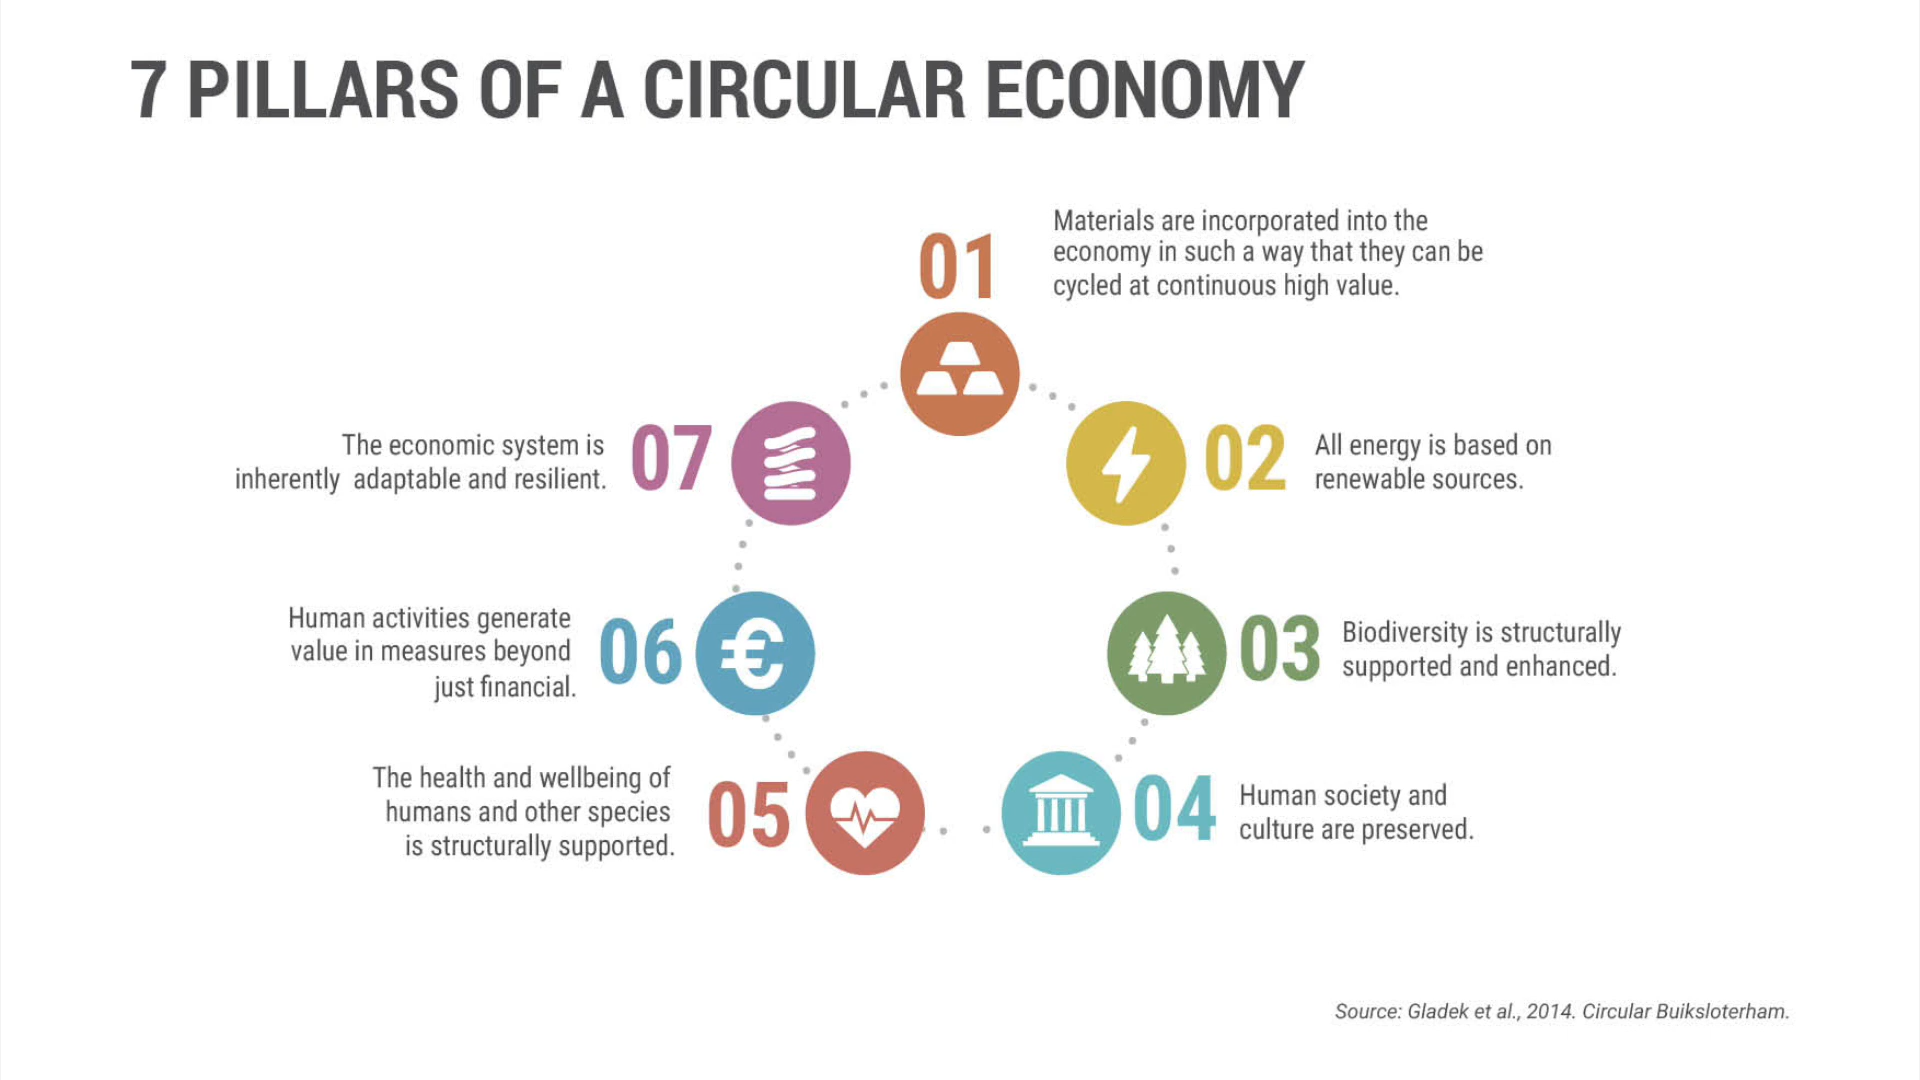 7 PILLARS OF A CIRCULAR ECONOMY
01
Materials are incorporated into the
economy in such a way that they can be
cycled at continuous high value.
02
All energy is based on
renewable sources.
03
Biodiversity is structurally
supported and enhanced.
04
Human society and
culture are preserved.
05
The health and wellbeing of
humans and other species
is structurally supported.
06
Human activities generate
value in measures beyond
just financial.
07
The economic system is
inherently adaptable and resilient.
€
Source: Gladek et al., 2014. Circular Buiksloterham.